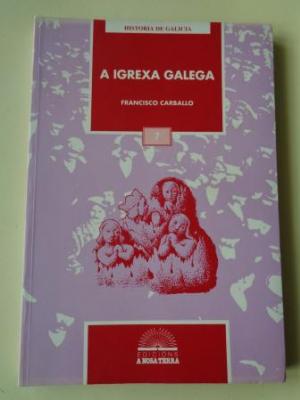 HISTORIA DE GALICIA
A IGREXA GALEGA
FRANCISCO CARBALLO
7
EDICIÓNS
A NOSA TERRA